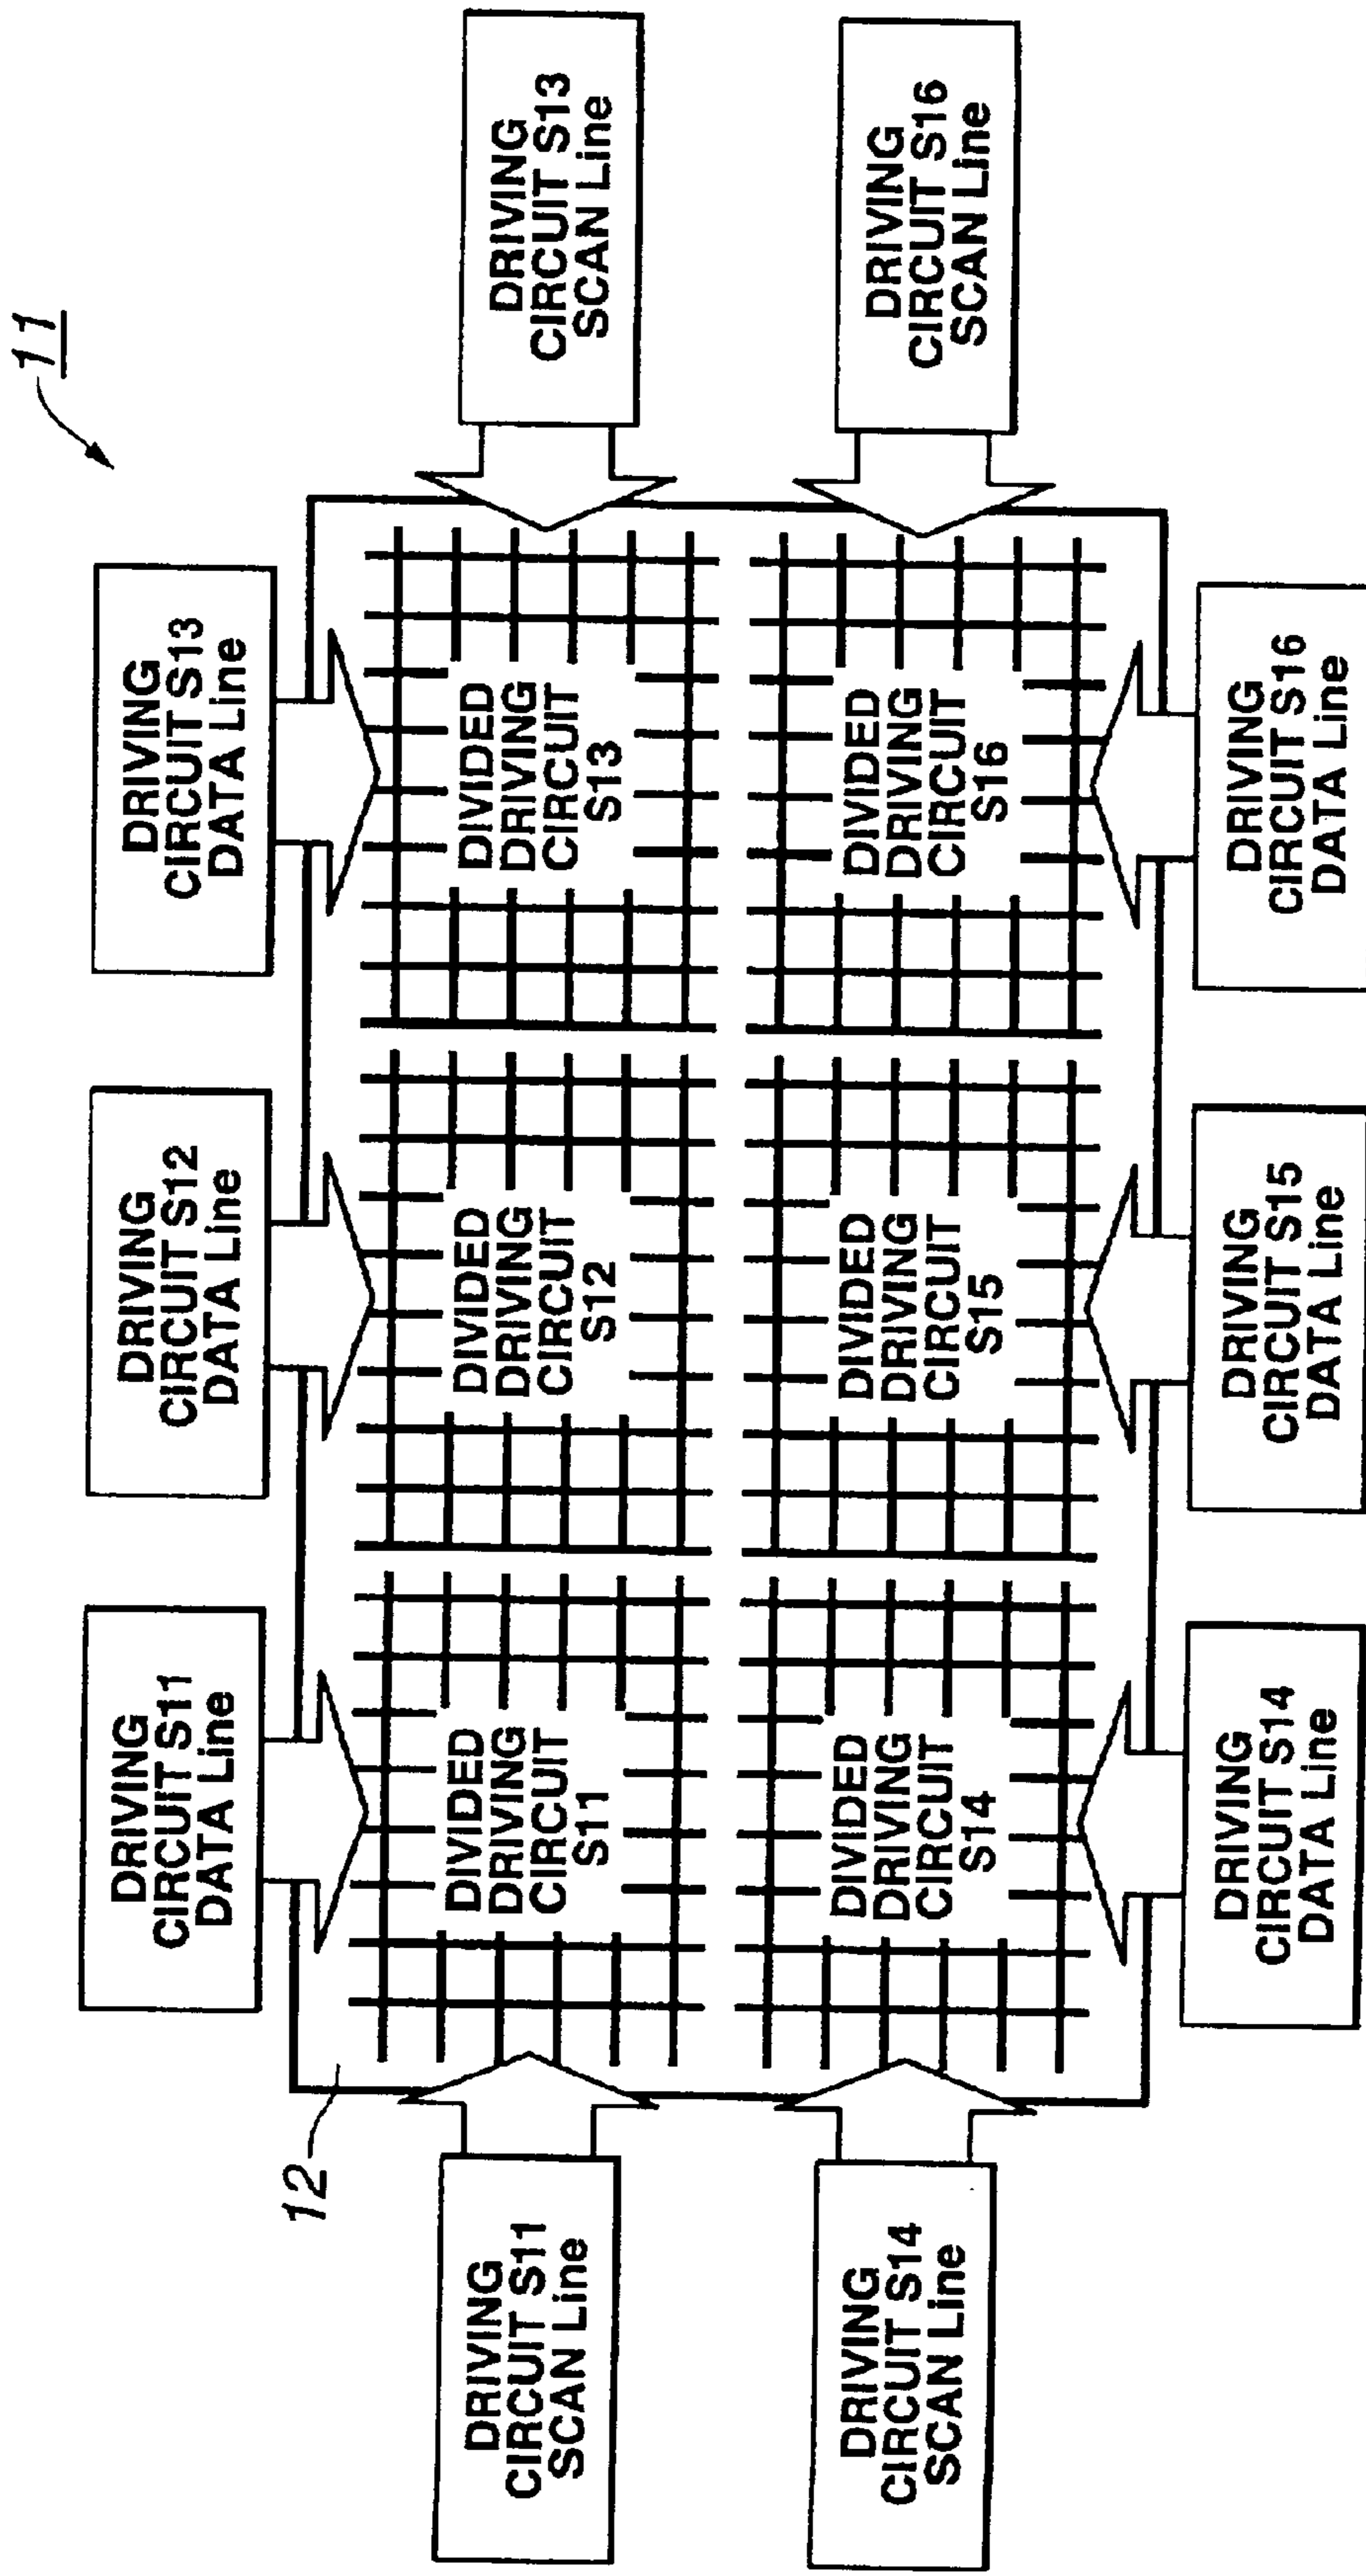 11
DRIVING
CIRCUIT S11
DATA Line
DRIVING
CIRCUIT S12
DATA Line
DRIVING
CIRCUIT S13
DATA Line
12
DRIVING
CIRCUIT S11
SCAN Line
DIVIDED
DRIVING
CIRCUIT
S11
DIVIDED
DRIVING
CIRCUIT
S12
DIVIDED
DRIVING
CIRCUIT
S13
DRIVING
CIRCUIT S13
SCAN Line
DRIVING
CIRCUIT S14
SCAN Line
DIVIDED
DRIVING
CIRCUIT
S14
DIVIDED
DRIVING
CIRCUIT
S15
DIVIDED
DRIVING
CIRCUIT
S16
DRIVING
CIRCUIT S16
SCAN Line
DRIVING
CIRCUIT S14
DATA Line
DRIVING
CIRCUIT S15
DATA Line
DRIVING
CIRCUIT S16
DATA Line